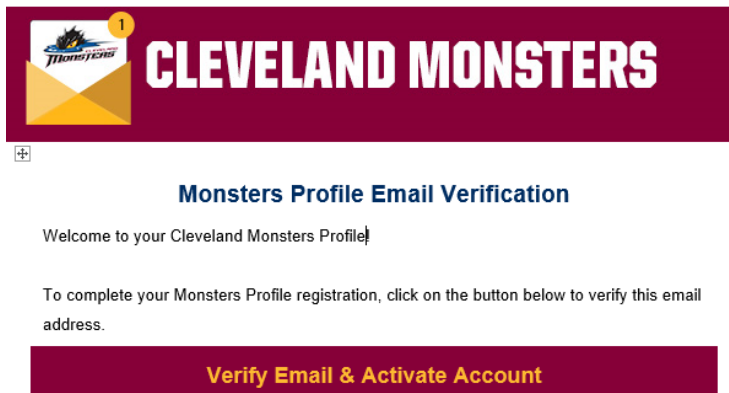 1
CLEVELAND
MONSTERS
CLEVELAND MONSTERS
Monsters Profile Email Verification
Welcome to your Cleveland Monsters Profile!
To complete your Monsters Profile registration, click on the button below to verify this email
address.
Verify Email & Activate Account